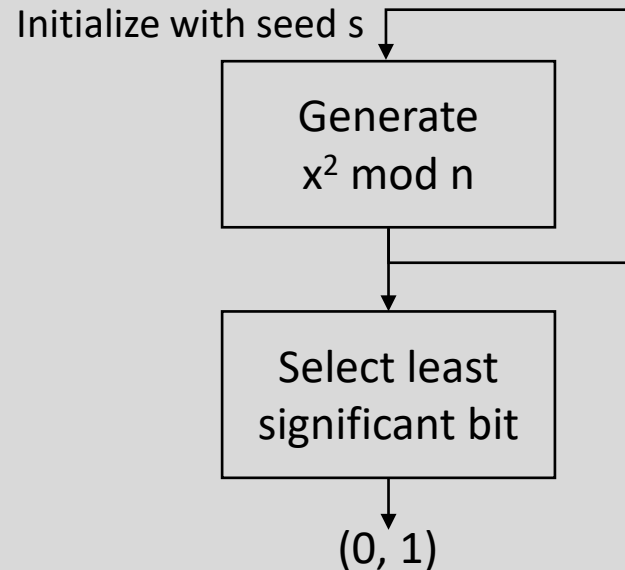 Initialize with seed s
Generate
x² mod n
Select least
significant bit
(0, 1)